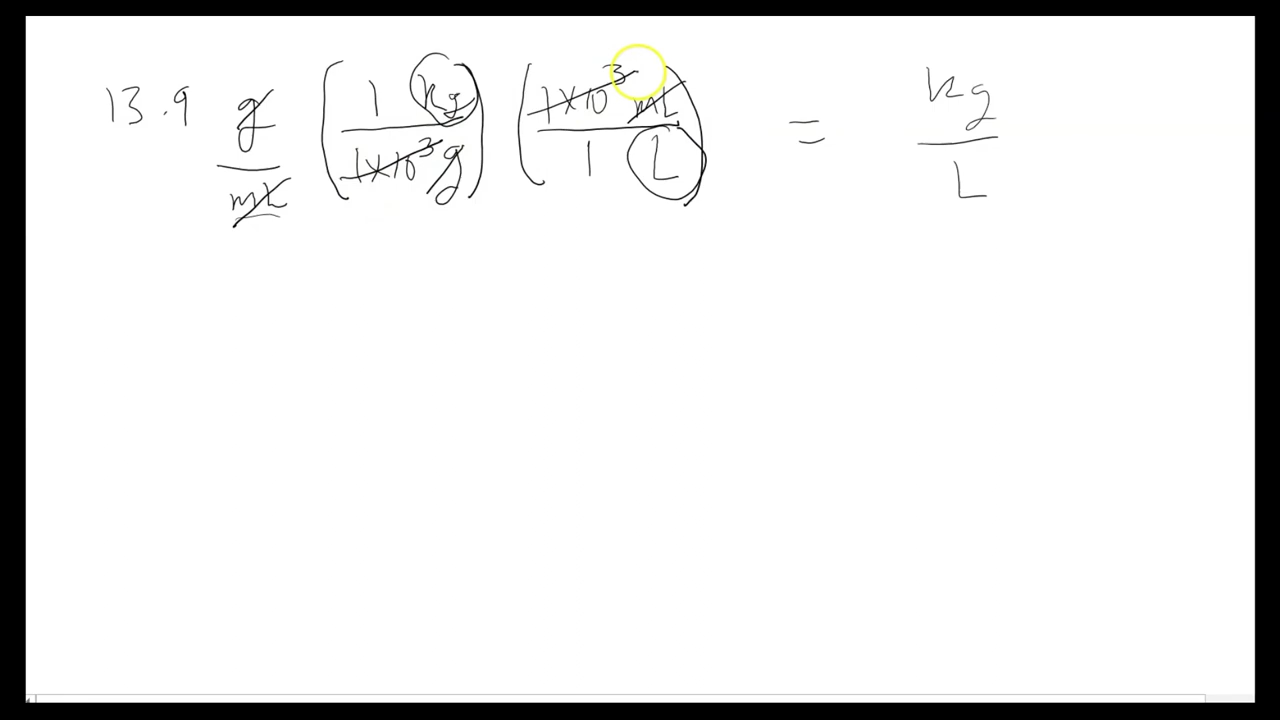 13.9 g/mL (1 kg / 1×10³ g) (1×10³ mL / 1 L) = kg/L